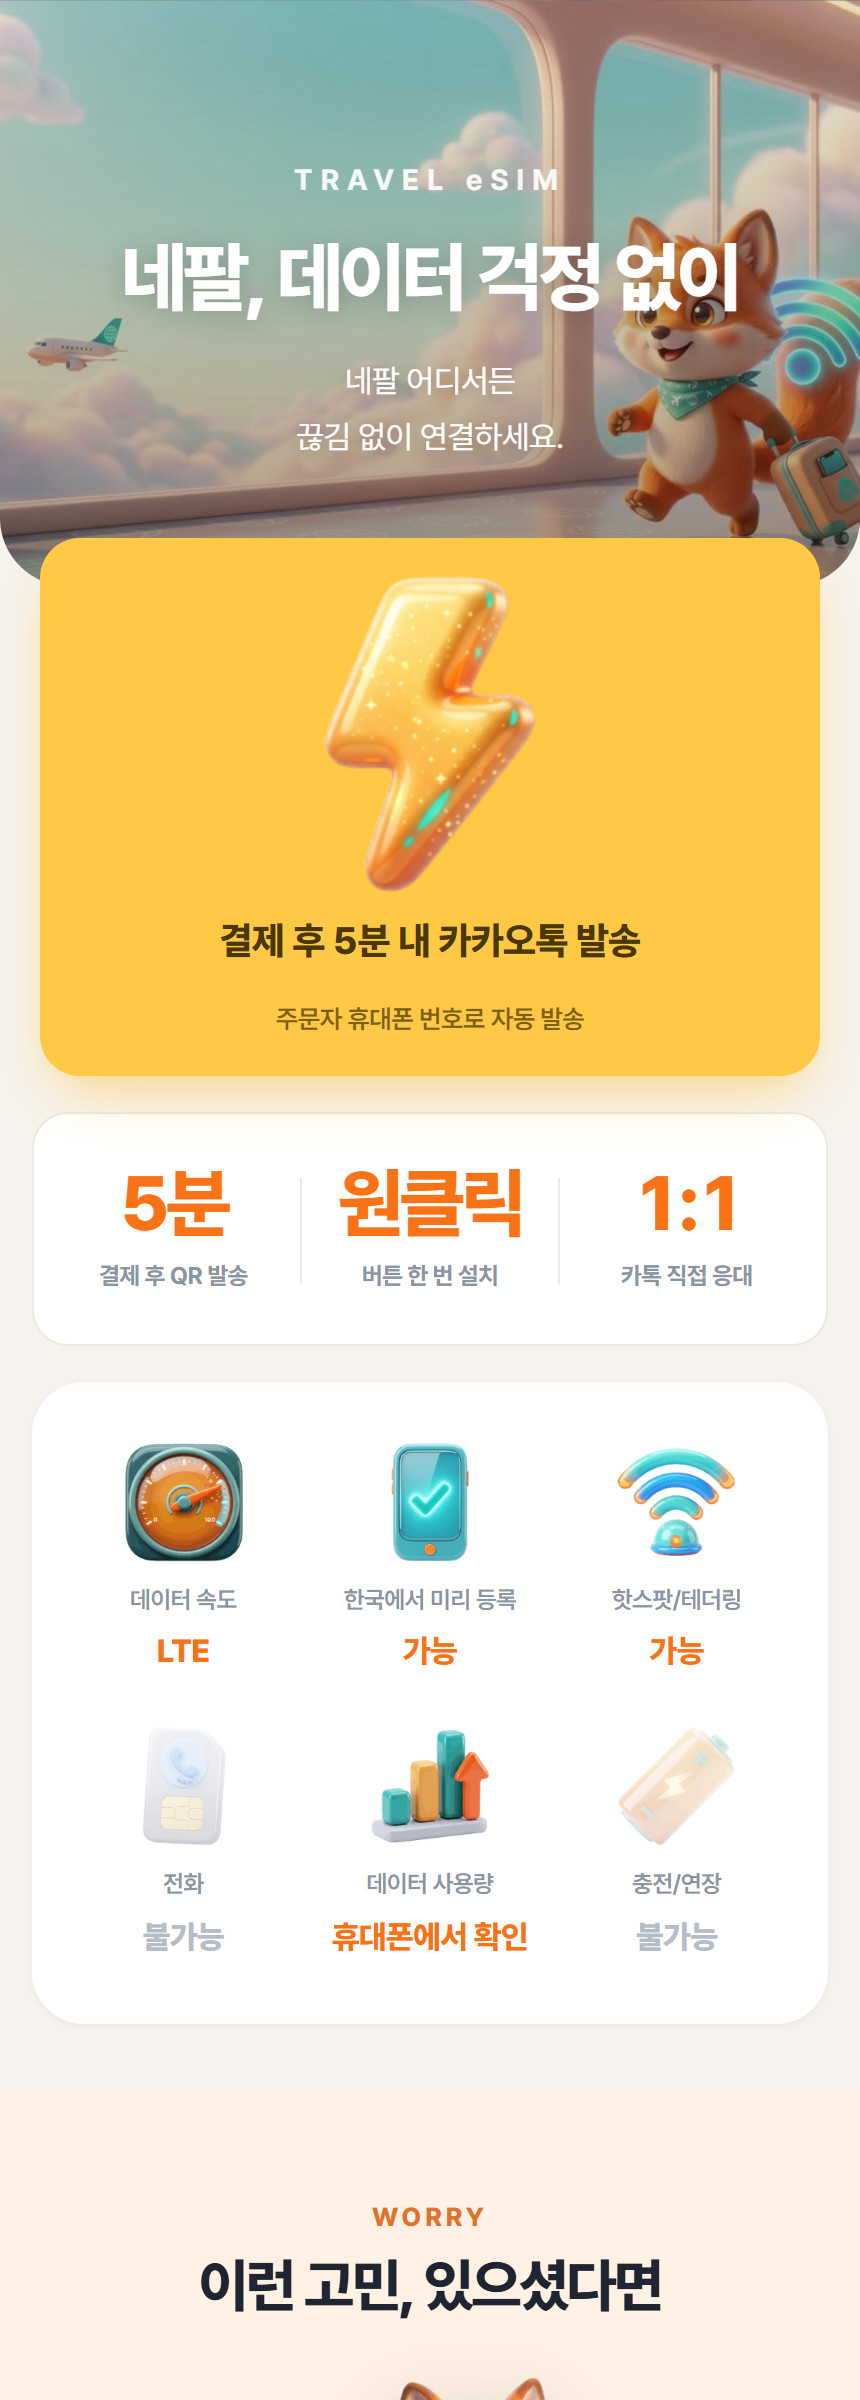 TRAVEL eSIM
네팔, 데이터 걱정 없이
네팔 어디서든
끊김 없이 연결하세요.
결제 후 5분 내 카카오톡 발송
주문자 휴대폰 번호로 자동 발송
5분
결제 후 QR 발송
원클릭
버튼 한 번 설치
1:1
카톡 직접 응대
데이터 속도
LTE
한국에서 미리 등록
가능
핫스팟/테더링
가능
전화
불가능
데이터 사용량
휴대폰에서 확인
충전/연장
불가능
WORRY
이런 고민, 있으셨다면